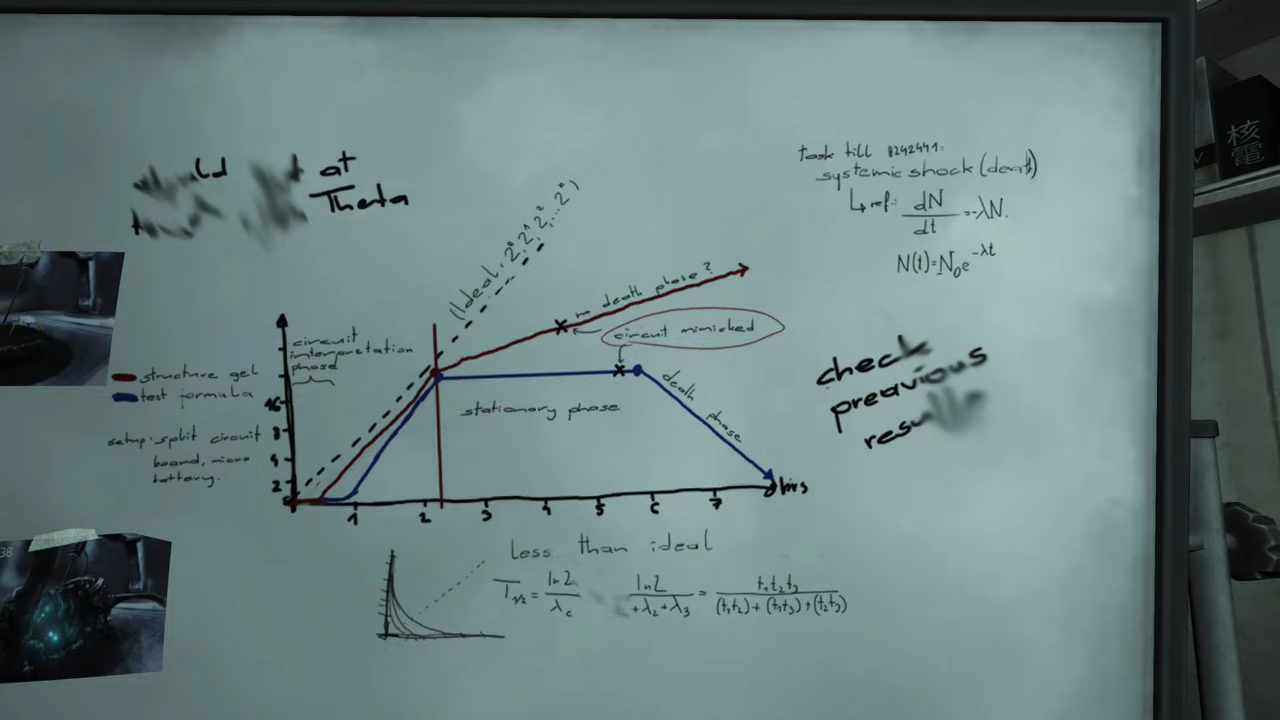 at
Theta
task till 8242441:
systemic shock (death)
↳ ref.: dN/dt = -λN.
N(t)=N₀e^-λt
核
電
(Ideal: 2⁰, 2¹, 2², ...2ⁿ)
no death phase?
circuit mimicked
circuit
interpretation
phase
structure gel
test formula
16
8
4
2
setup: split circuit
board, micro
battery.
stationary phase
death phase
hrs
1 2 3 4 5 6 7
check
preavious
less than ideal
T½ = ln2/λc
ln2/+λ₂+λ₃ = t₁t₂t₃/(t₁t₂)+(t₁t₃)+(t₂t₃)
38